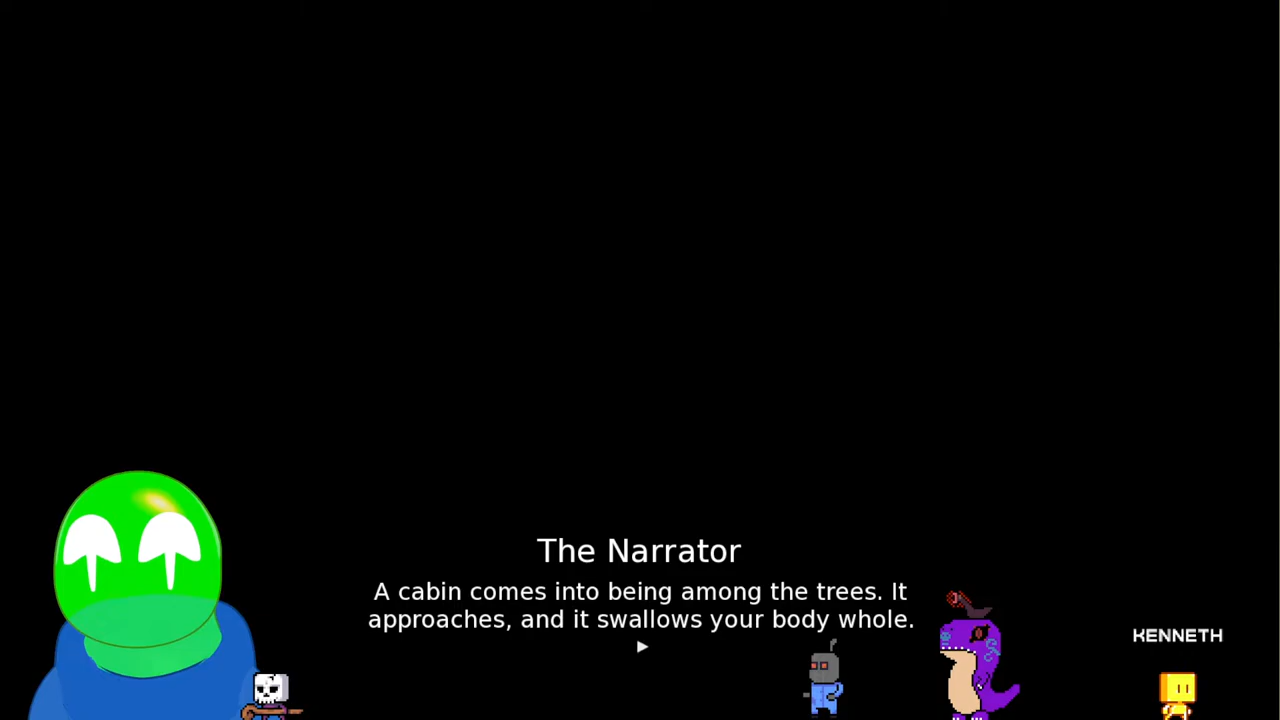 The Narrator
A cabin comes into being among the trees. It
approaches, and it swallows your body whole.
KENNETH